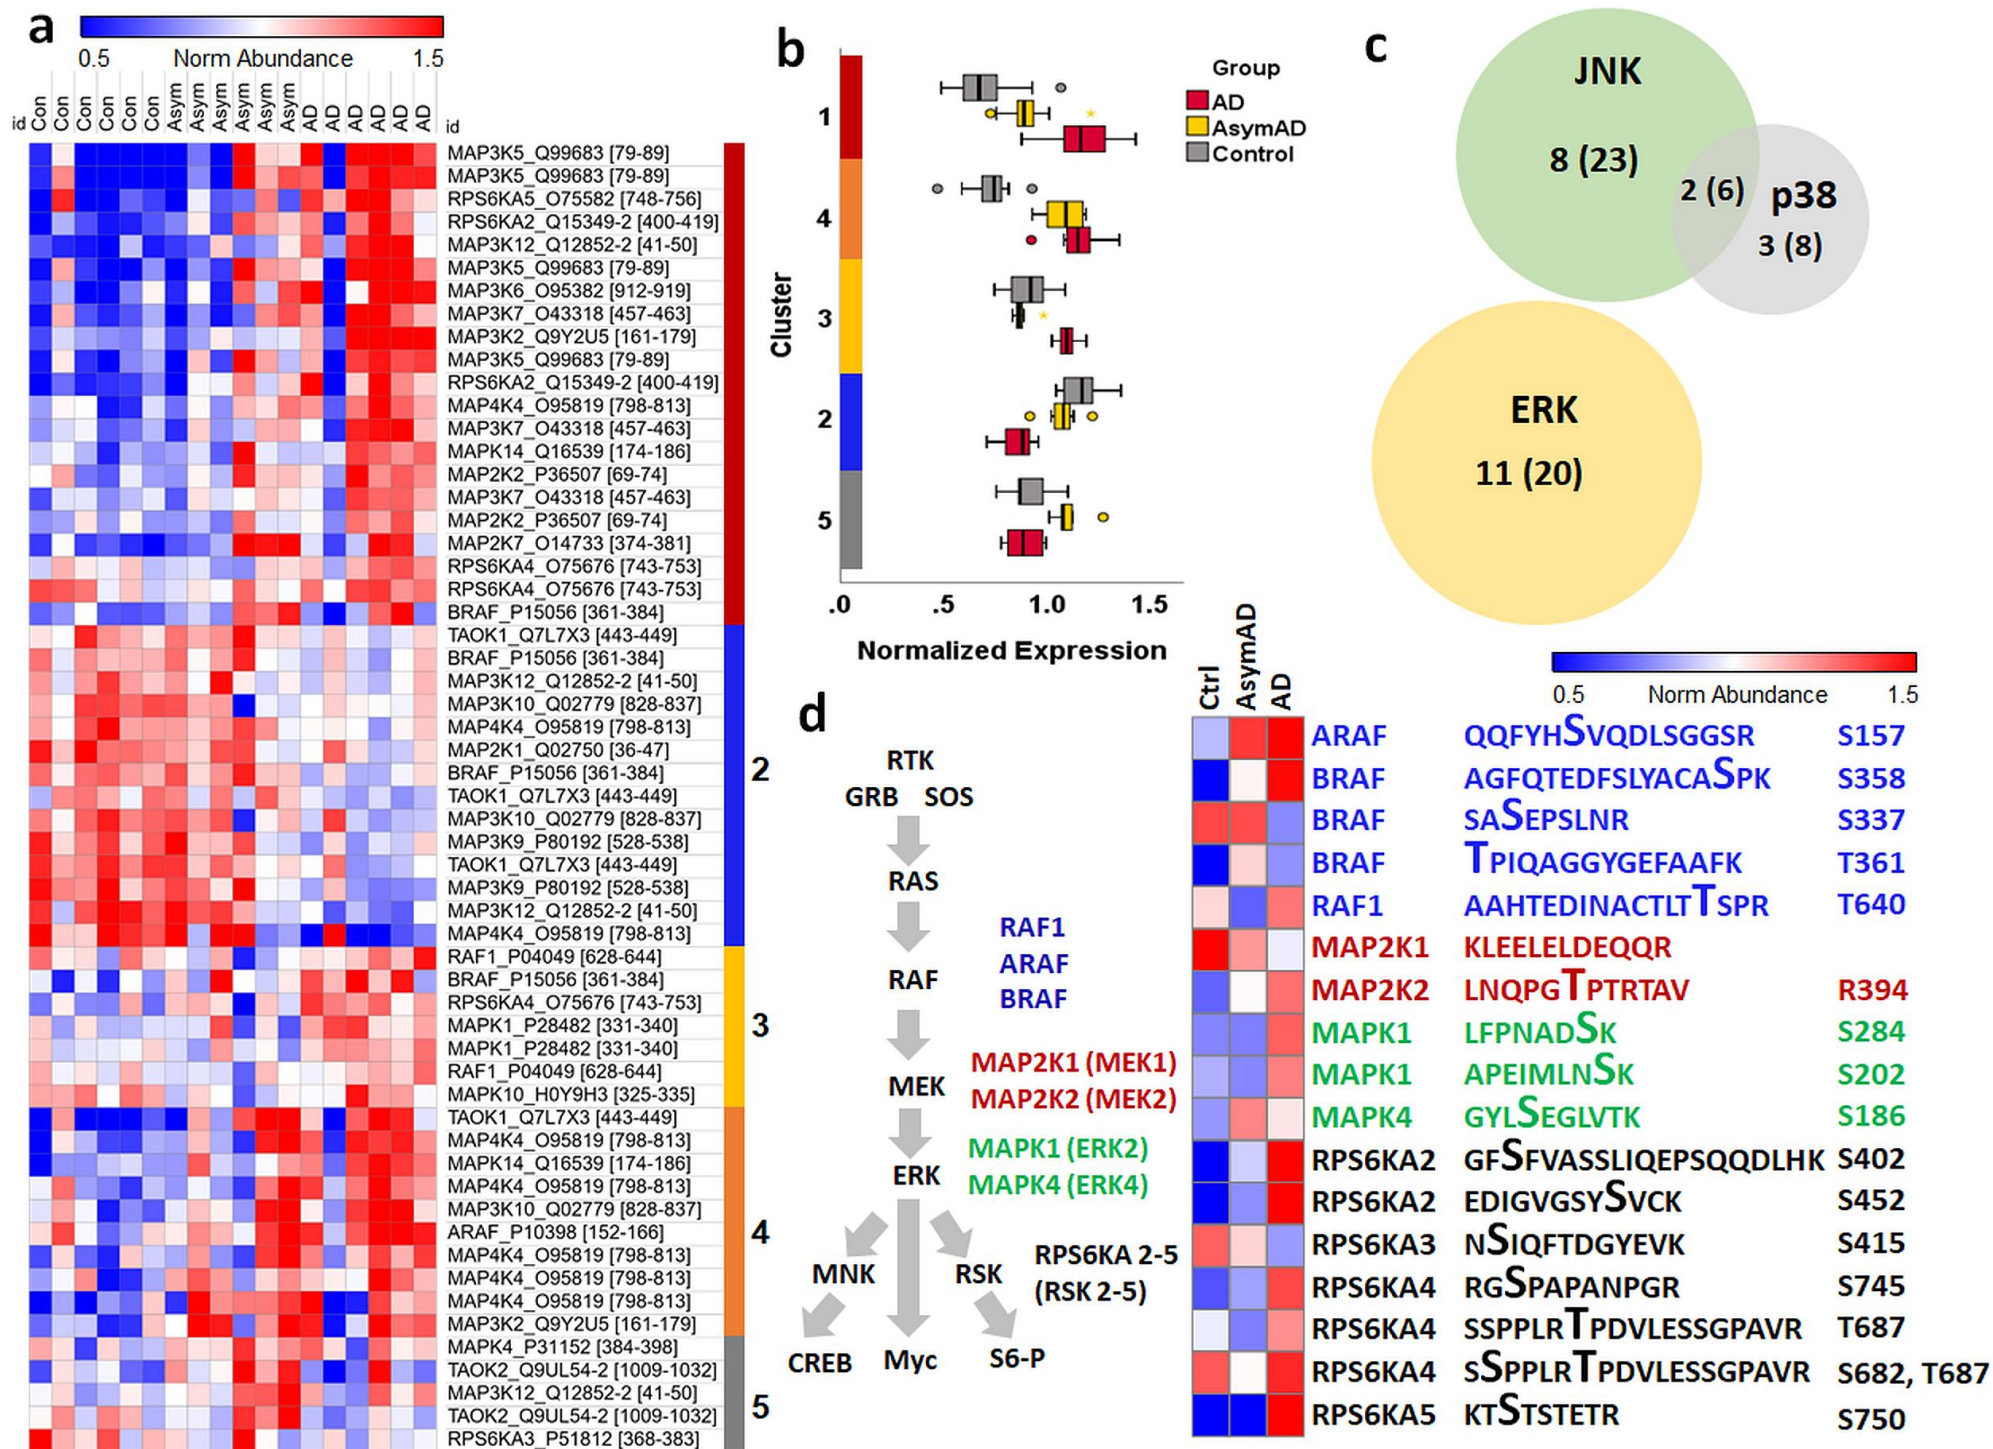 a
0.5 Norm Abundance 1.5
id Con Con Con Con Con Con Asym Asym Asym Asym Asym Asym AD AD AD AD AD AD id
MAP3K5_Q99683 [79-89]
MAP3K5_Q99683 [79-89]
RPS6KA5_O75582 [748-756]
RPS6KA2_Q15349-2 [400-419]
MAP3K12_Q12852-2 [41-50]
MAP3K5_Q99683 [79-89]
MAP3K6_O95382 [912-919]
MAP3K7_O43318 [457-463]
MAP3K2_Q9Y2U5 [161-179]
MAP3K5_Q99683 [79-89]
RPS6KA2_Q15349-2 [400-419]
MAP4K4_O95819 [798-813]
MAP3K7_O43318 [457-463]
MAPK14_Q16539 [174-186]
MAP2K2_P36507 [69-74]
MAP3K7_O43318 [457-463]
MAP2K2_P36507 [69-74]
MAP2K7_O14733 [374-381]
RPS6KA4_O75676 [743-753]
RPS6KA4_O75676 [743-753]
BRAF_P15056 [361-384]
TAOK1_Q7L7X3 [443-449]
BRAF_P15056 [361-384]
MAP3K12_Q12852-2 [41-50]
MAP3K10_Q02779 [828-837]
MAP4K4_O95819 [798-813]
MAP2K1_Q02750 [36-47]
BRAF_P15056 [361-384]
TAOK1_Q7L7X3 [443-449]
MAP3K10_Q02779 [828-837]
MAP3K9_P80192 [528-538]
TAOK1_Q7L7X3 [443-449]
MAP3K9_P80192 [528-538]
MAP3K12_Q12852-2 [41-50]
MAP4K4_O95819 [798-813]
RAF1_P04049 [628-644]
BRAF_P15056 [361-384]
RPS6KA4_O75676 [743-753]
MAPK1_P28482 [331-340]
MAPK1_P28482 [331-340]
RAF1_P04049 [628-644]
MAPK10_H0Y9H3 [325-335]
TAOK1_Q7L7X3 [443-449]
MAP4K4_O95819 [798-813]
MAPK14_Q16539 [174-186]
MAP4K4_O95819 [798-813]
MAP3K10_Q02779 [828-837]
ARAF_P10398 [152-166]
MAP4K4_O95819 [798-813]
MAP4K4_O95819 [798-813]
MAP4K4_O95819 [798-813]
MAP3K2_Q9Y2U5 [161-179]
MAPK4_P31152 [384-398]
TAOK2_Q9UL54-2 [1009-1032]
MAP3K12_Q12852-2 [41-50]
TAOK2_Q9UL54-2 [1009-1032]
RPS6KA3_P51812 [368-383]
2
3
4
5
b
Cluster
1
4
3
2
5
.0 .5 1.0 1.5
Normalized Expression
Group
AD
AsymAD
Control
c
JNK
8 (23)
2 (6)
p38
3 (8)
ERK
11 (20)
d
RTK
GRB SOS
RAS
RAF
RAF1
ARAF
BRAF
MEK
MAP2K1 (MEK1)
MAP2K2 (MEK2)
ERK
MAPK1 (ERK2)
MAPK4 (ERK4)
MNK
RSK
RPS6KA 2-5
(RSK 2-5)
CREB
Myc
S6-P
0.5 Norm Abundance 1.5
Ctrl AsymAD AD
ARAF QQFYHSVQDLSGGSR S157
BRAF AGFQTEDFSLYACASPK S358
BRAF SASEPSLNR S337
BRAF TPIQAGGYGEFAAFK T361
RAF1 AAHTEDINACTLTTSPR T640
MAP2K1 KLEELELDEQQR
MAP2K2 LNQPGTPTRTAV R394
MAPK1 LFPNADSK S284
MAPK1 APEIMLNSK S202
MAPK4 GYLSEGLVTK S186
RPS6KA2 GFSFVASSLIQEPSQQDLHK S402
RPS6KA2 EDIGVGSYSVCK S452
RPS6KA3 NSIQFTDGYEVK S415
RPS6KA4 RGSPAPANPGR S745
RPS6KA4 SSPPLRTPDVLESSGPAVR T687
RPS6KA4 sSPPLRTPDVLESSGPAVR S682, T687
RPS6KA5 KTSTSTETR S750